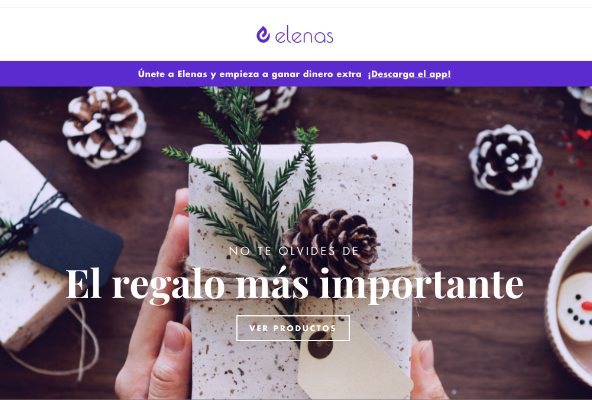 elenas
Únete a Elenas y empieza a ganar dinero extra ¡Descarga el app!
NO TE OLVIDES DE
El regalo más importante
VER PRODUCTOS